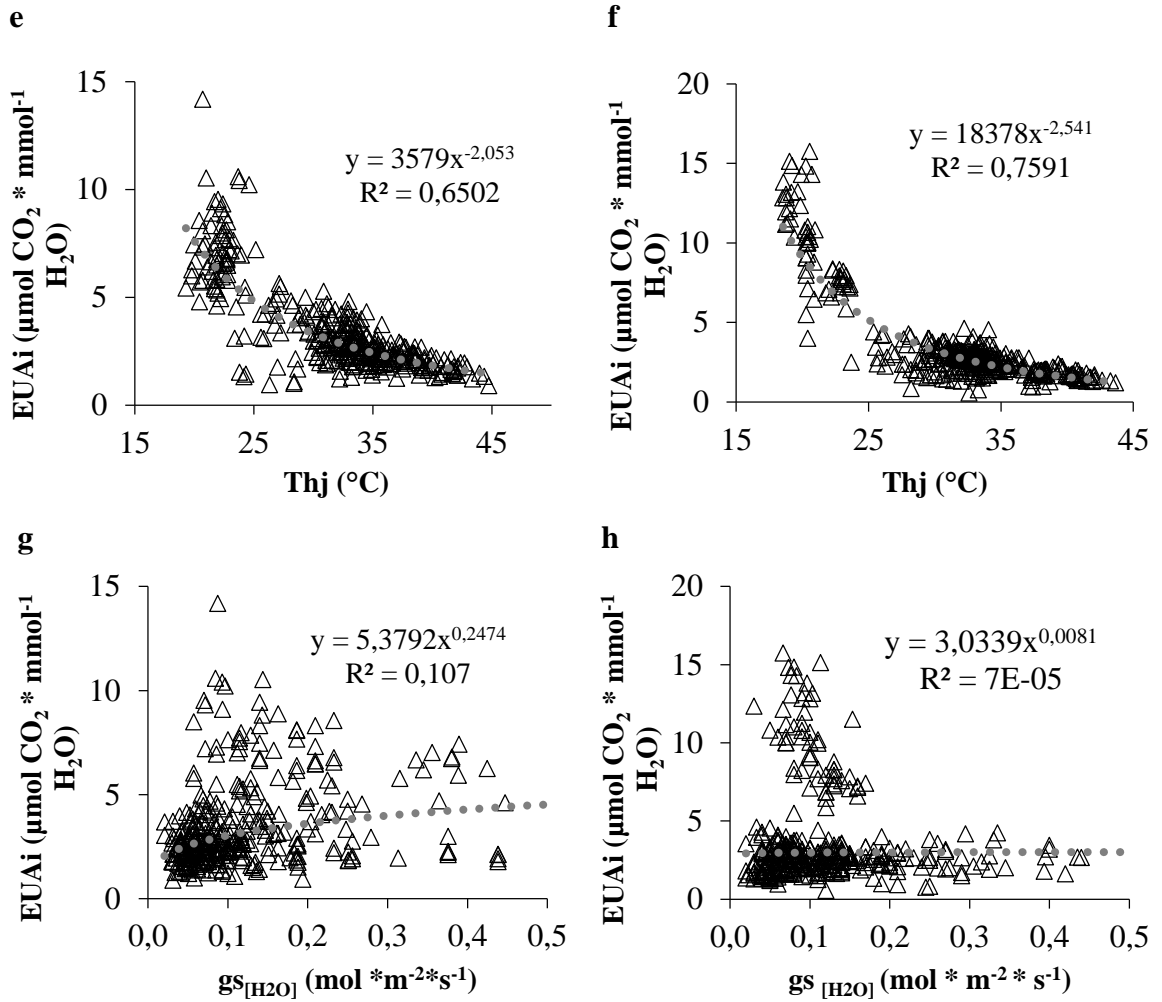 e
EUAi (µmol CO₂ * mmol⁻¹
H₂O)
15
10
5
0
y = 3579x⁻²,⁰⁵³
R² = 0,6502
15 25 35 45
Thj (°C)
f
EUAi (µmol CO₂ * mmol⁻¹
H₂O)
20
15
10
5
0
y = 18378x⁻²,⁵⁴¹
R² = 0,7591
15 25 35 45
Thj (°C)
g
EUAi (µmol CO₂ * mmol⁻¹
H₂O)
15
10
5
0
y = 5,3792x⁰,²⁴⁷⁴
R² = 0,107
0,0 0,1 0,2 0,3 0,4 0,5
gs[H2O] (mol *m⁻²*s⁻¹)
h
EUAi (µmol CO₂ * mmol⁻¹
H₂O)
20
15
10
5
0
y = 3,0339x⁰,⁰⁰⁸¹
R² = 7E-05
0,0 0,1 0,2 0,3 0,4 0,5
gs [H2O] (mol * m⁻² * s⁻¹)